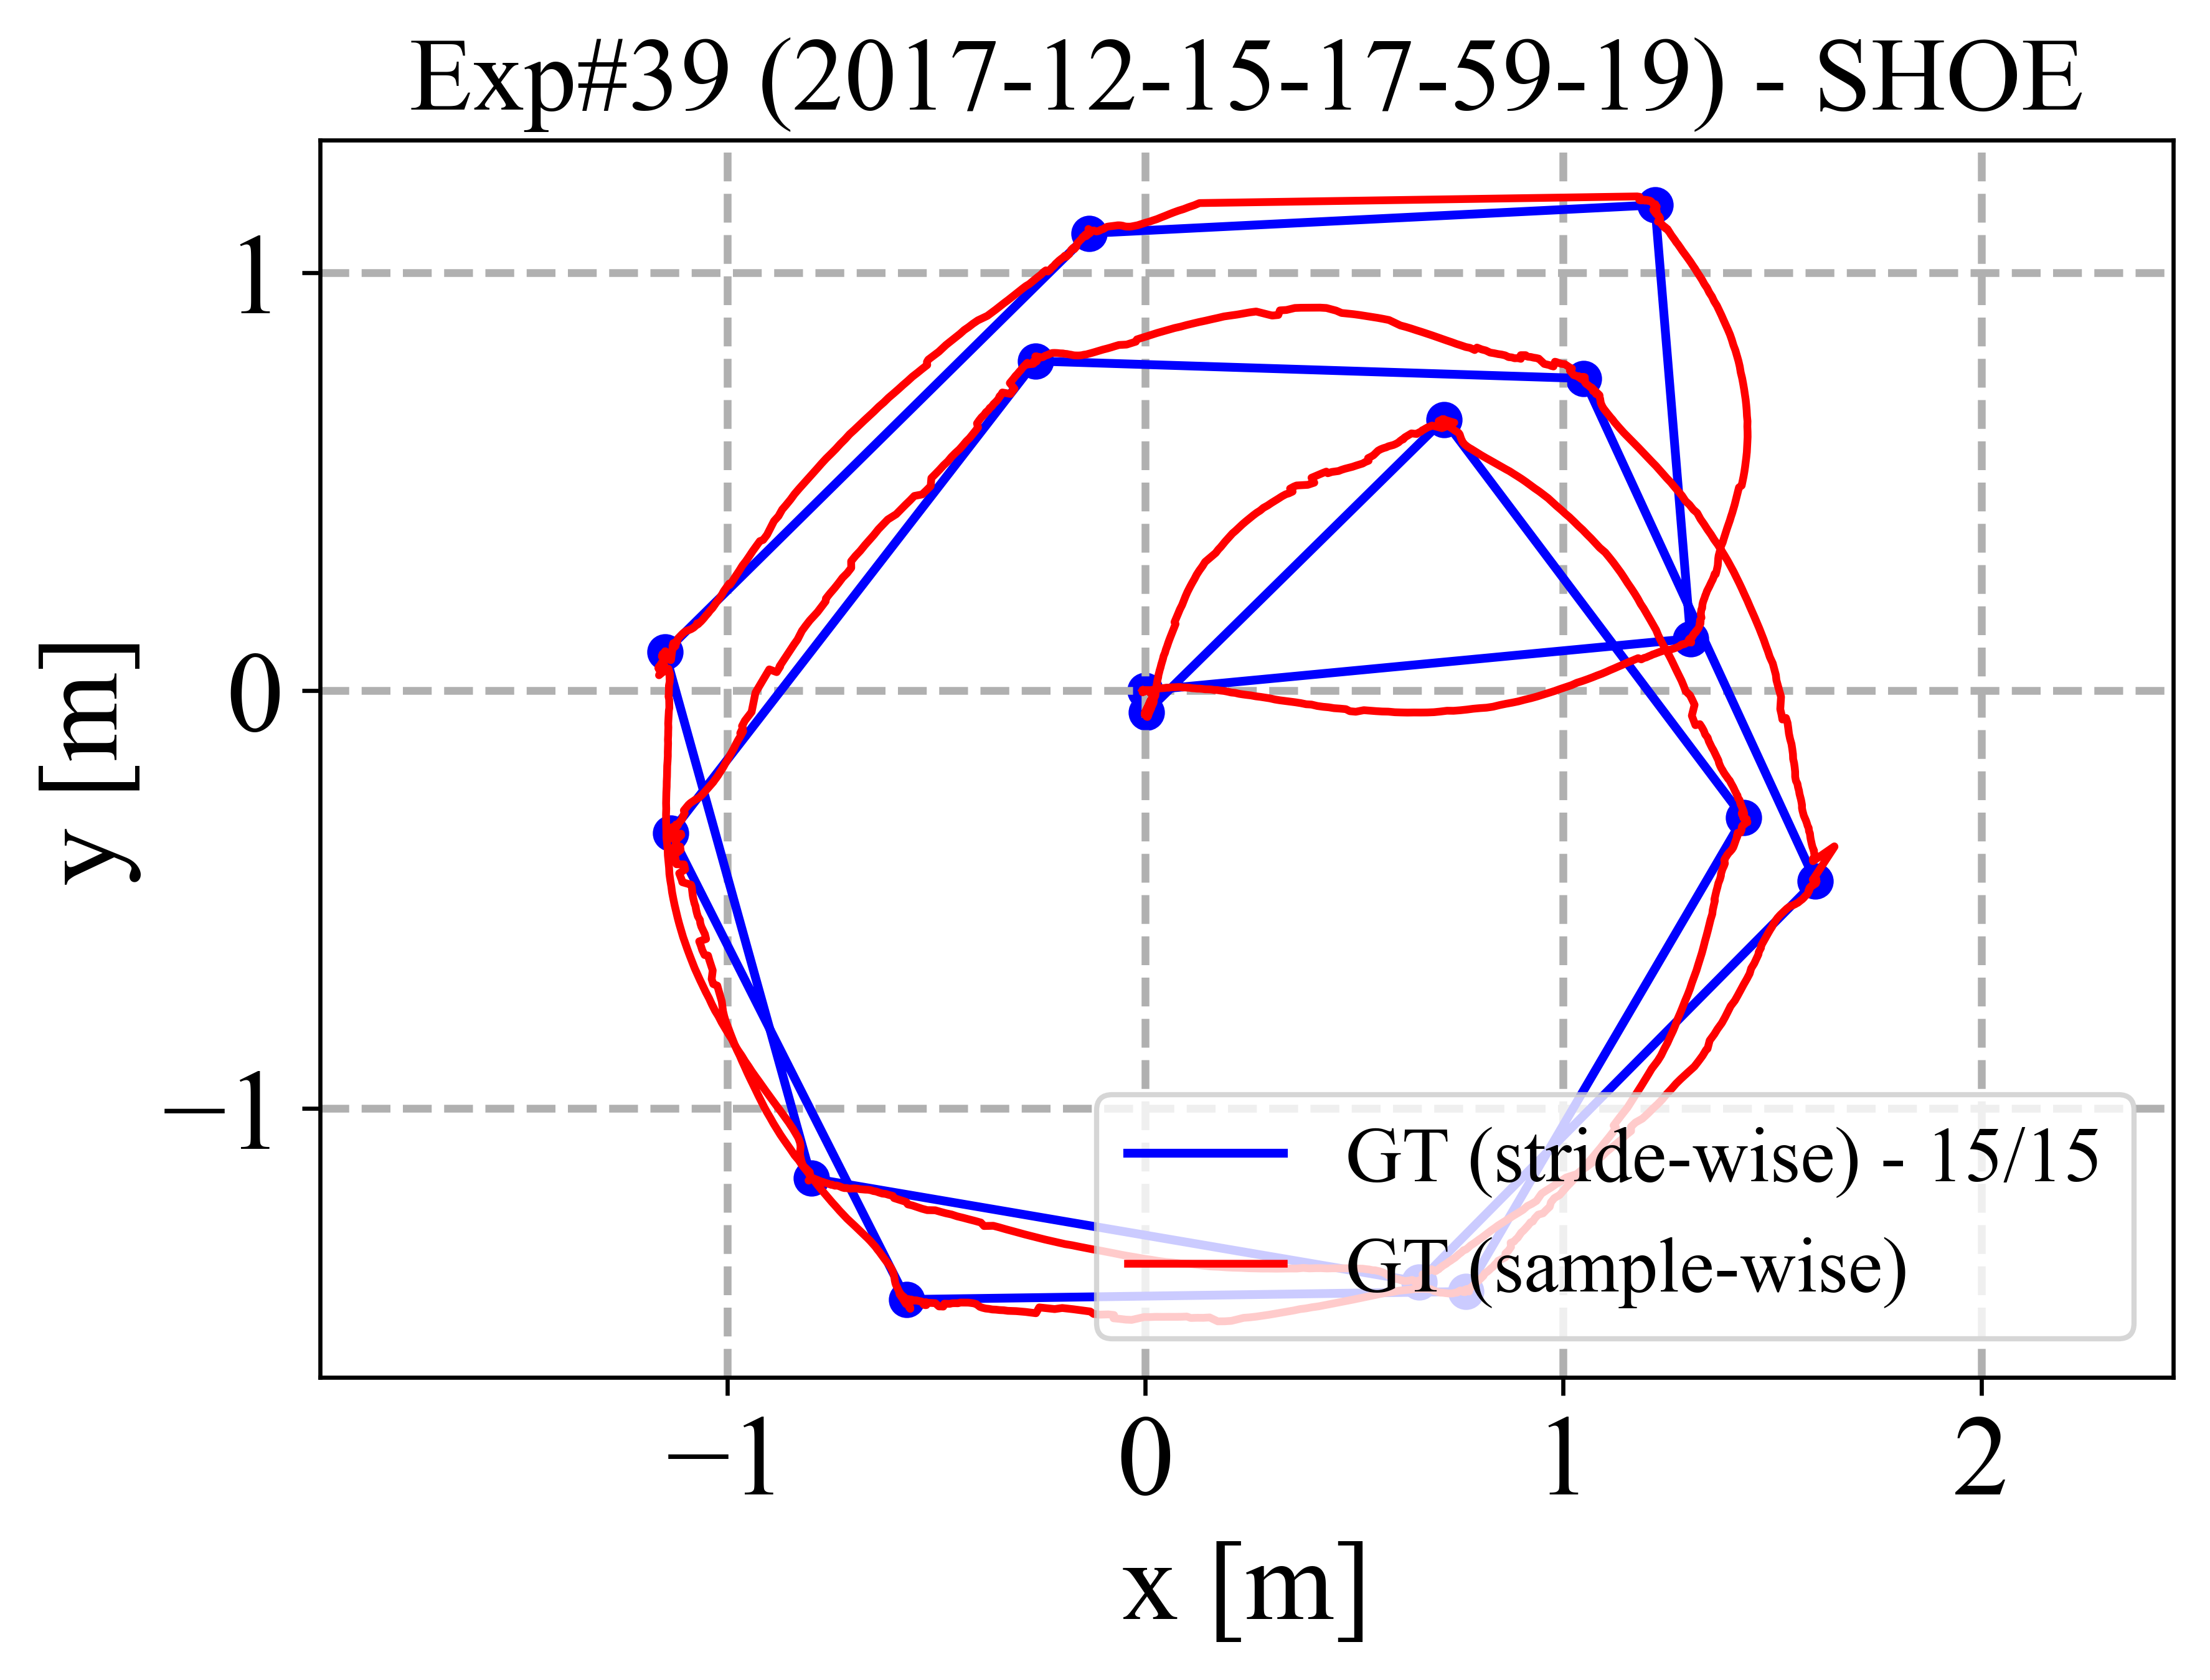 Exp#39 (2017-12-15-17-59-19) - SHOE
1
0
−1
y [m]
GT (stride-wise) - 15/15
GT (sample-wise)
−1 0 1 2
x [m]